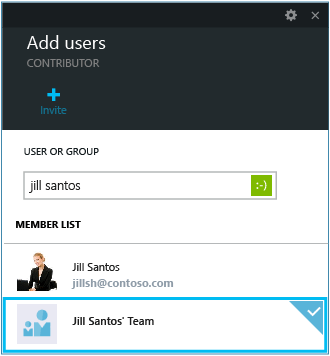 Add users
CONTRIBUTOR
Invite
USER OR GROUP
jill santos
:-)
MEMBER LIST
Jill Santos
jillsh@contoso.com
Jill Santos' Team